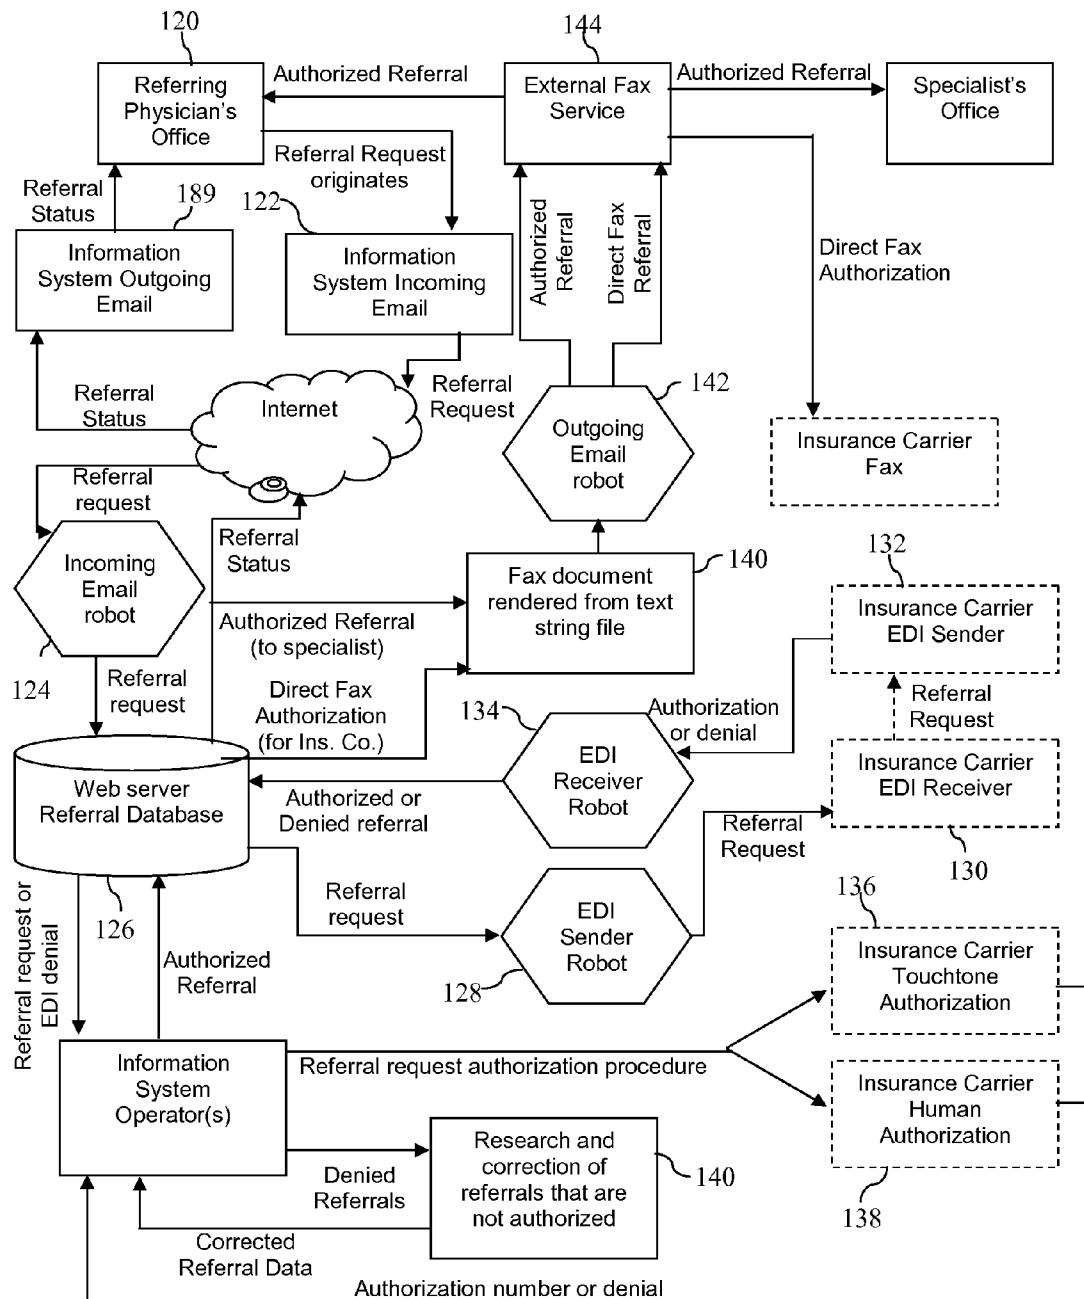 120
144
Referring
Physician's
Office
Authorized Referral
External Fax
Service
Authorized Referral
Specialist's
Office
Referral Request
originates
Referral
Status
189
122
Information
System Outgoing
Email
Information
System Incoming
Email
Authorized
Referral
Direct Fax
Referral
Direct Fax
Authorization
Referral
Status
Internet
Referral
Request
142
Outgoing
Email
robot
Insurance Carrier
Fax
Referral
request
Referral
Status
Incoming
Email
robot
124
140
Fax document
rendered from text
string file
132
Insurance Carrier
EDI Sender
Authorized Referral
(to specialist)
Referral
request
Direct Fax
Authorization
(for Ins. Co.)
134
Authorization
or denial
Referral
Request
EDI
Receiver
Robot
Insurance Carrier
EDI Receiver
130
Web server
Referral Database
126
Authorized or
Denied referral
Referral
Request
Referral
request
EDI
Sender
Robot
128
136
Insurance Carrier
Touchtone
Authorization
Referral request or
EDI denial
Authorized
Referral
Information
System
Operator(s)
Referral request authorization procedure
Insurance Carrier
Human
Authorization
138
Denied
Referrals
Research and
correction of
referrals that are
not authorized
140
Corrected
Referral Data
Authorization number or denial